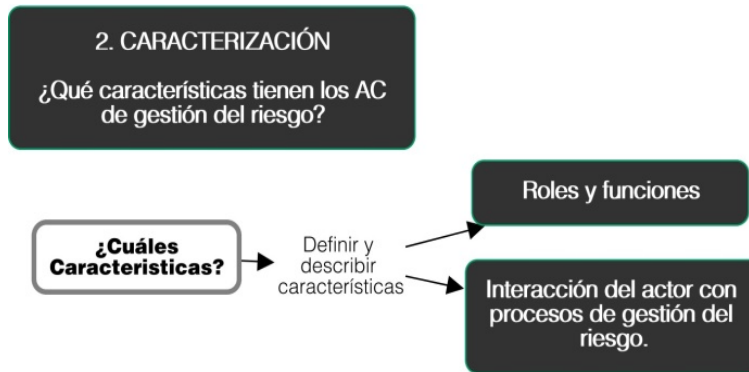 2. CARACTERIZACIÓN
¿Qué características tienen los AC
de gestión del riesgo?
Roles y funciones
¿Cuáles
Caracteristicas?
Definir y
describir
características
Interacción del actor con
procesos de gestión del
riesgo.